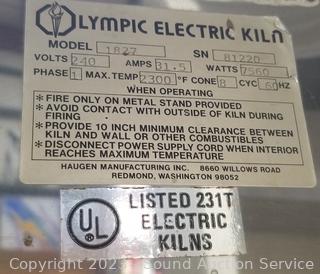 OLYMPIC ELECTRIC KILN
MODEL 1827 SN 81220
VOLTS 240 AMPS 31.5 WATTS 7560
PHASE 1 MAX. TEMP 2300 °F CONE 8 CYC 60 HZ
WHEN OPERATING
*FIRE ONLY ON METAL STAND PROVIDED
*AVOID CONTACT WITH OUTSIDE OF KILN DURING
FIRING
*PROVIDE 10 INCH MINIMUM CLEARANCE BETWEEN
KILN AND WALL OR OTHER COMBUSTIBLES
*DISCONNECT POWER SUPPLY CORD WHEN INTERIOR
REACHES MAXIMUM TEMPERATURE
HAUGEN MANUFACTURING INC. 8660 WILLOWS ROAD
REDMOND, WASHINGTON 98052
UL
LISTED 231T
ELECTRIC
KILNS